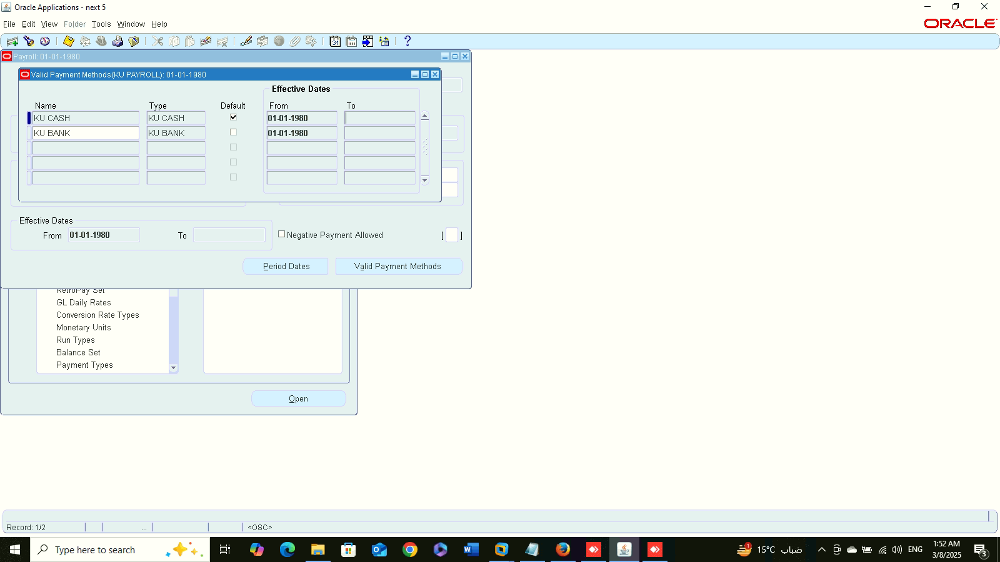 Oracle Applications - next 5
File Edit View Folder Tools Window Help
ORACLE
Payroll: 01-01-1980
Valid Payment Methods(KU PAYROLL): 01-01-1980
Effective Dates
Name Type Default From To
KU CASH KU CASH 01-01-1980
KU BANK KU BANK 01-01-1980
Effective Dates
From 01-01-1980 To
Negative Payment Allowed [ ]
Period Dates Valid Payment Methods
RetroPay Set
GL Daily Rates
Conversion Rate Types
Monetary Units
Run Types
Balance Set
Payment Types
Open
Record: 1/2 ... <OSC>
Type here to search
1 15°C ضباب ENG
1:52 AM
3/8/2025
3